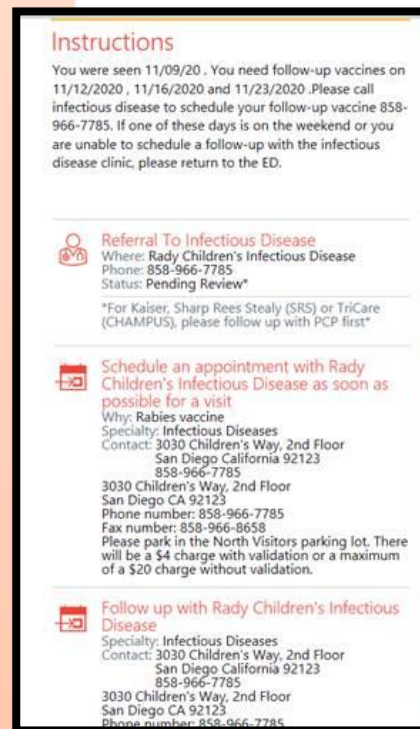 Instructions
You were seen 11/09/20 . You need follow-up vaccines on
11/12/2020 , 11/16/2020 and 11/23/2020 .Please call
infectious disease to schedule your follow-up vaccine 858-
966-7785. If one of these days is on the weekend or you
are unable to schedule a follow-up with the infectious
disease clinic, please return to the ED.
Referral To Infectious Disease
Where: Rady Children's Infectious Disease
Phone: 858-966-7785
Status: Pending Review*
*For Kaiser, Sharp Rees Stealy (SRS) or TriCare
(CHAMPUS), please follow up with PCP first*
Schedule an appointment with Rady
Children's Infectious Disease as soon as
possible for a visit
Why: Rabies vaccine
Specialty: Infectious Diseases
Contact: 3030 Children's Way, 2nd Floor
San Diego California 92123
858-966-7785
3030 Children's Way, 2nd Floor
San Diego CA 92123
Phone number: 858-966-7785
Fax number: 858-966-8658
Please park in the North Visitors parking lot. There
will be a $4 charge with validation or a maximum
of a $20 charge without validation.
Follow up with Rady Children's Infectious
Disease
Specialty: Infectious Diseases
Contact: 3030 Children's Way, 2nd Floor
San Diego California 92123
858-966-7785
3030 Children's Way, 2nd Floor
San Diego CA 92123
Phone number: 858-966-7785